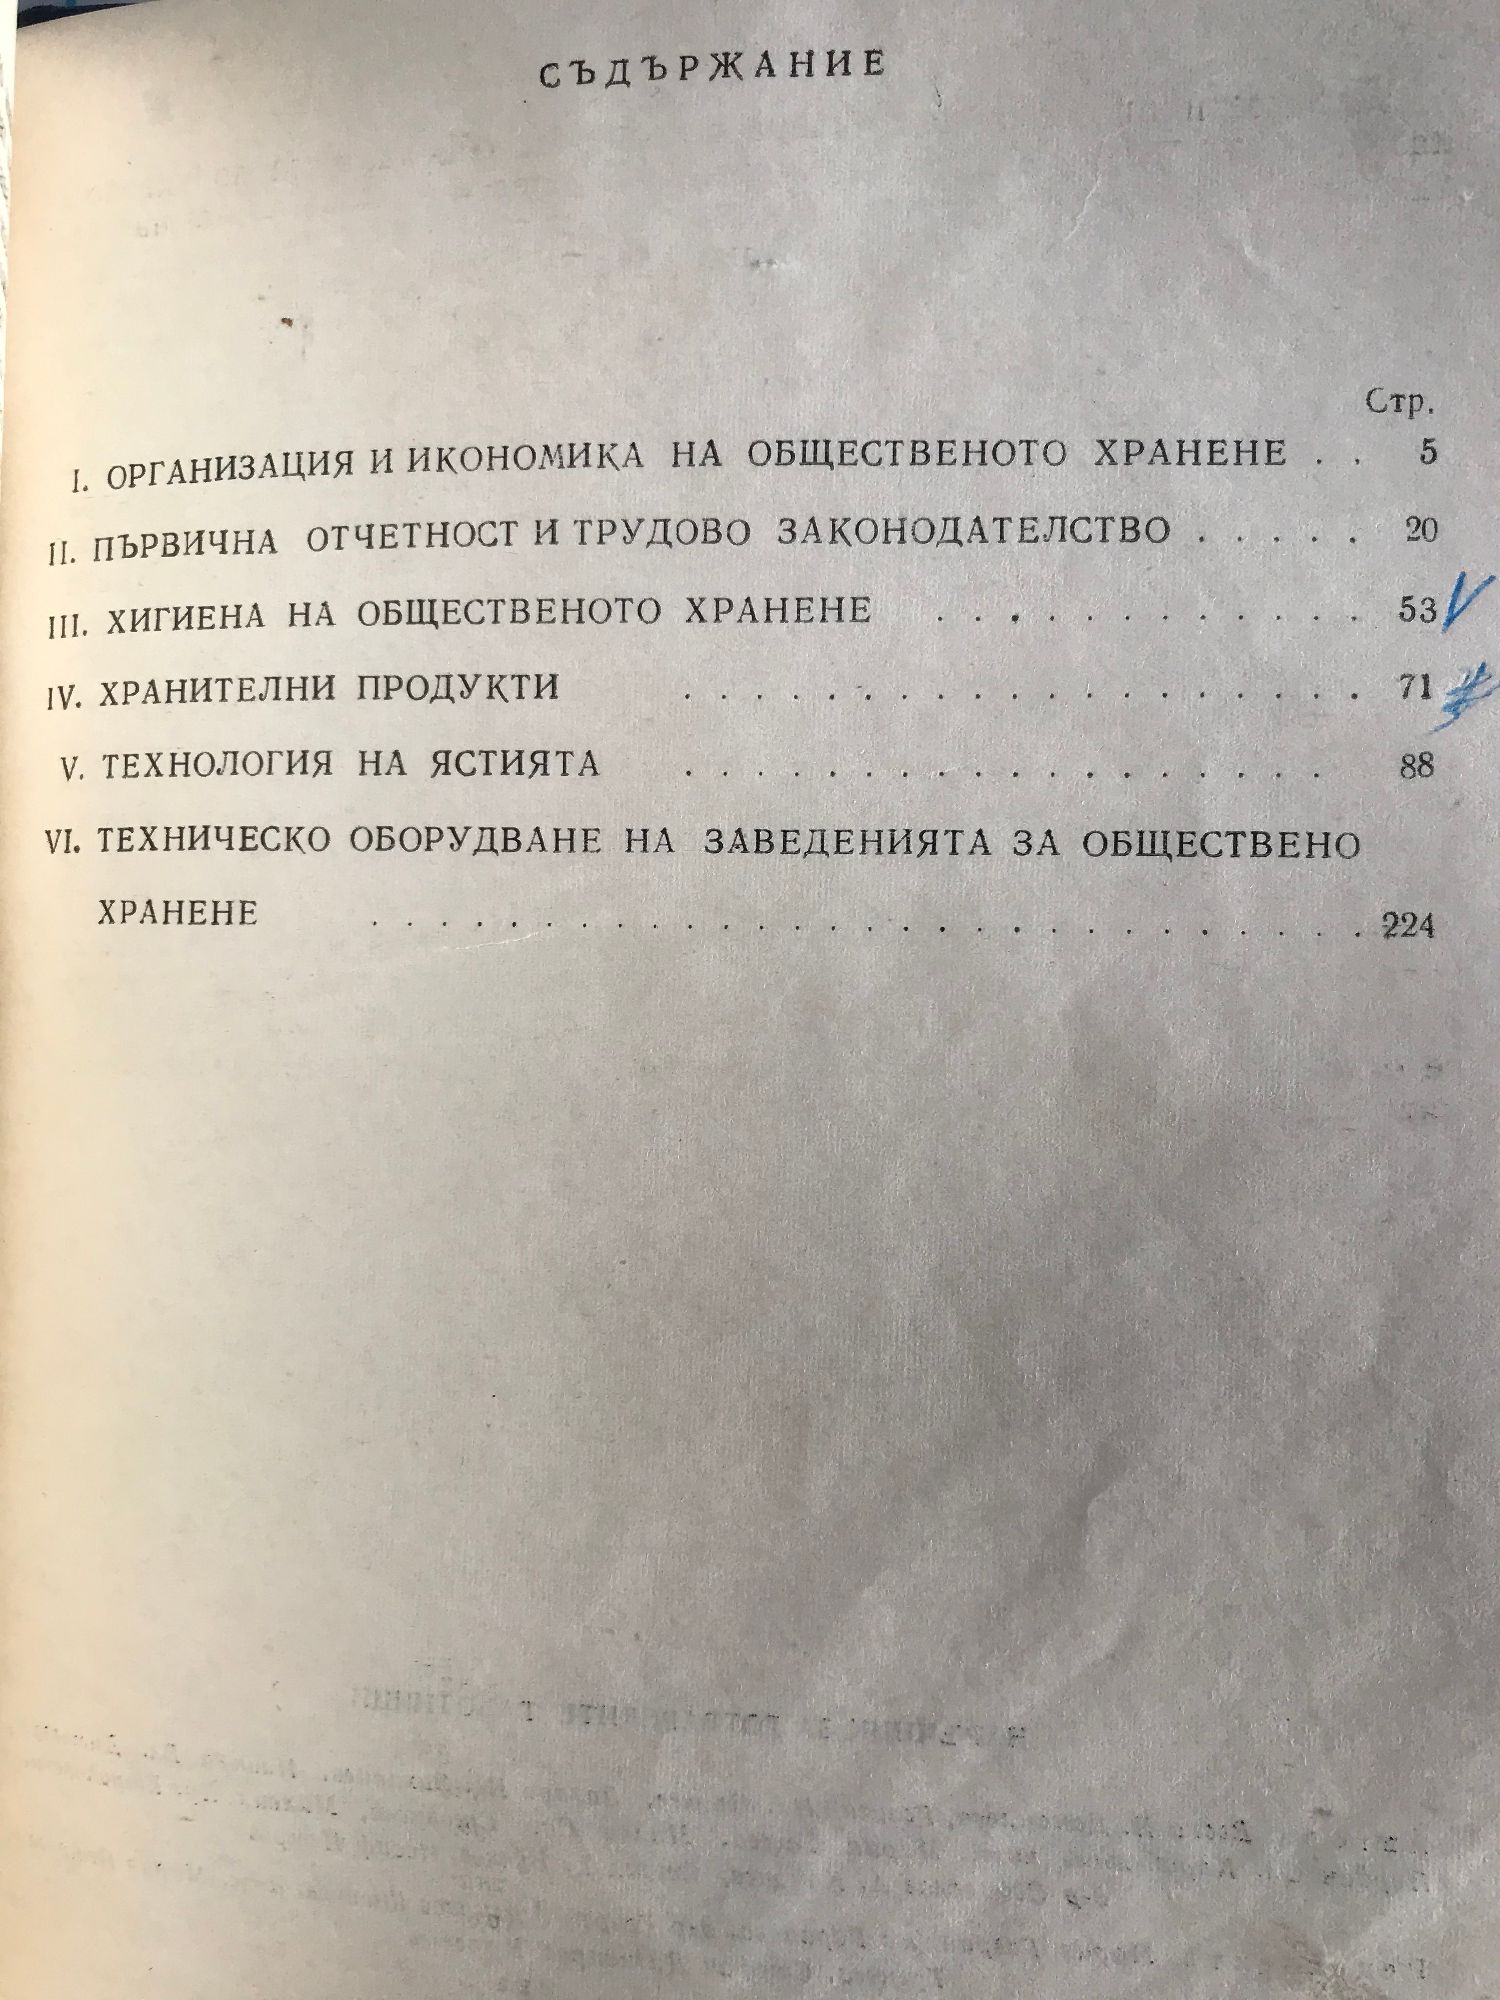 СЪДЪРЖАНИЕ
Стр.
I. ОРГАНИЗАЦИЯ И ИКОНОМИКА НА ОБЩЕСТВЕНОТО ХРАНЕНЕ . . 5
II. ПЪРВИЧНА ОТЧЕТНОСТ И ТРУДОВО ЗАКОНОДАТЕЛСТВО . . . . . 20
III. ХИГИЕНА НА ОБЩЕСТВЕНОТО ХРАНЕНЕ . . . . . . . . . . . . 53
IV. ХРАНИТЕЛНИ ПРОДУКТИ . . . . . . . . . . . . . . . . . . . 71
V. ТЕХНОЛОГИЯ НА ЯСТИЯТА . . . . . . . . . . . . . . . . . . 88
VI. ТЕХНИЧЕСКО ОБОРУДВАНЕ НА ЗАВЕДЕНИЯТА ЗА ОБЩЕСТВЕНО
ХРАНЕНЕ . . . . . . . . . . . . . . . . . . . . . . . . . . . . 224